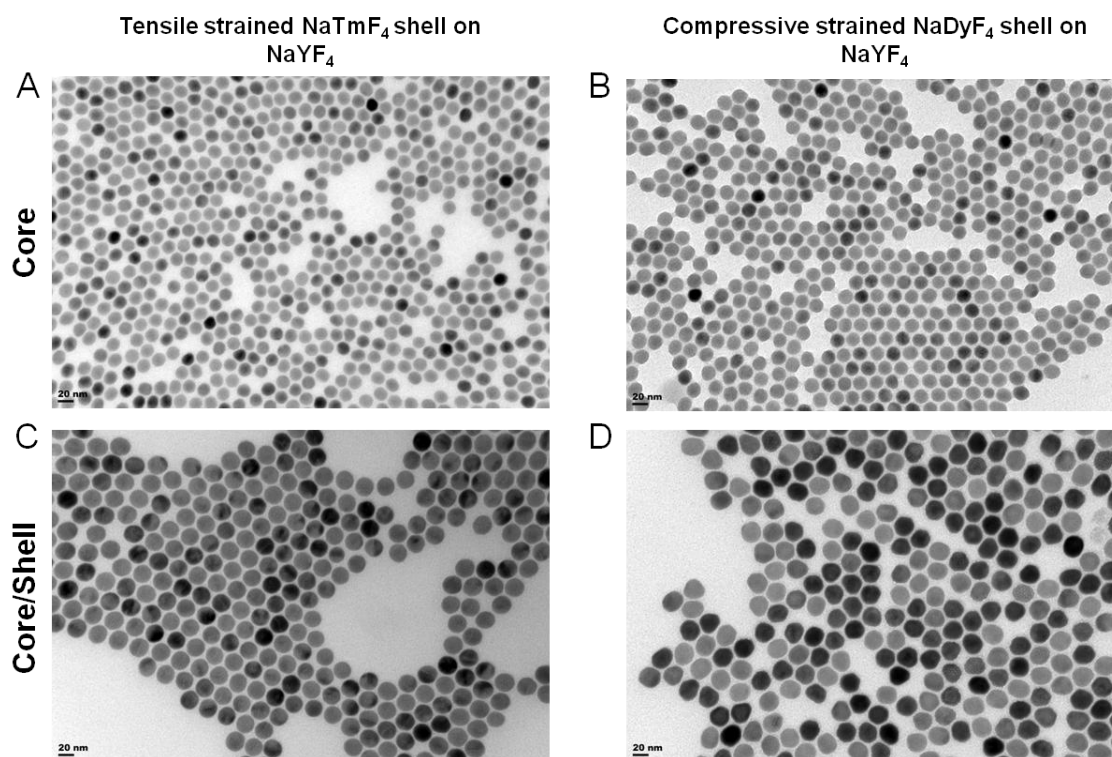 Tensile strained NaTmF₄ shell on
NaYF₄
Compressive strained NaDyF₄ shell on
NaYF₄
A
B
Core
20 nm
20 nm
C
D
Core/Shell
20 nm
20 nm